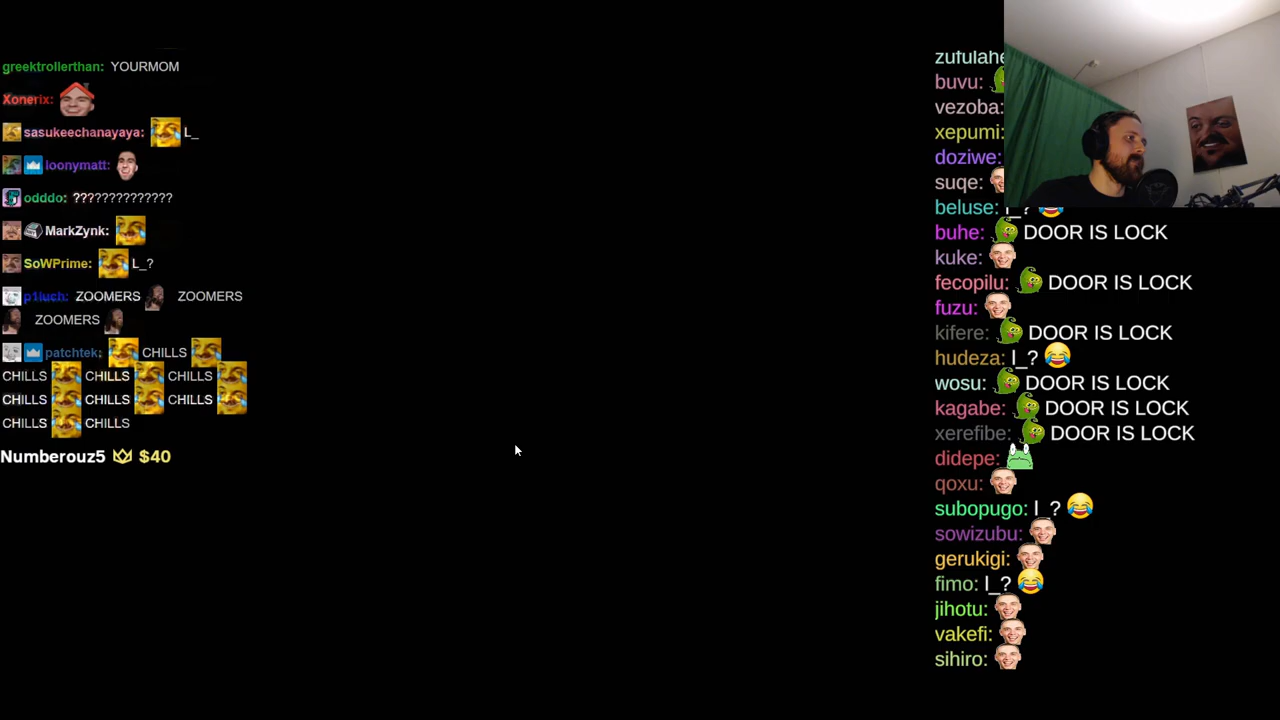 greektrollerthan: YOURMOM
Xonerix:
sasukeechanayaya: L_
loonymatt:
odddo: ?????????????
MarkZynk:
SoWPrime: L_?
p1luch: ZOOMERS ZOOMERS
ZOOMERS
patchtek: CHILLS
CHILLS CHILLS CHILLS
CHILLS CHILLS CHILLS
CHILLS CHILLS
Numberouz5 $40
zufulahe
buvu:
vezoba:
xepumi:
doziwe:
suqe:
beluse: l_? 😂
buhe: DOOR IS LOCK
kuke:
fecopilu: DOOR IS LOCK
fuzu:
kifere: DOOR IS LOCK
hudeza: l_? 😂
wosu: DOOR IS LOCK
kagabe: DOOR IS LOCK
xerefibe: DOOR IS LOCK
didepe:
qoxu:
subopugo: l_? 😂
sowizubu:
gerukigi:
fimo: l_? 😂
jihotu:
vakefi:
sihiro: